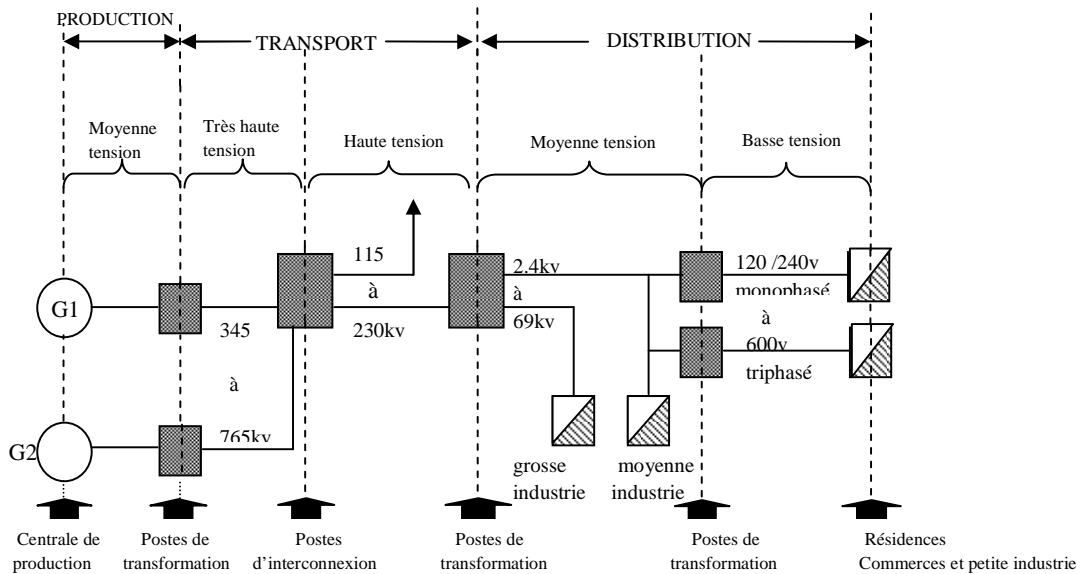 PRODUCTION
TRANSPORT
DISTRIBUTION
Moyenne
tension
Très haute
tension
Haute tension
Moyenne tension
Basse tension
G1
G2
345
à
765kv
115
à
230kv
2.4kv
à
69kv
120 /240v
monophasé
à
600v
triphasé
grosse
industrie
moyenne
industrie
Centrale de
production
Postes de
transformation
Postes
d’interconnexion
Postes de
transformation
Postes de
transformation
Résidences
Commerces et petite industrie